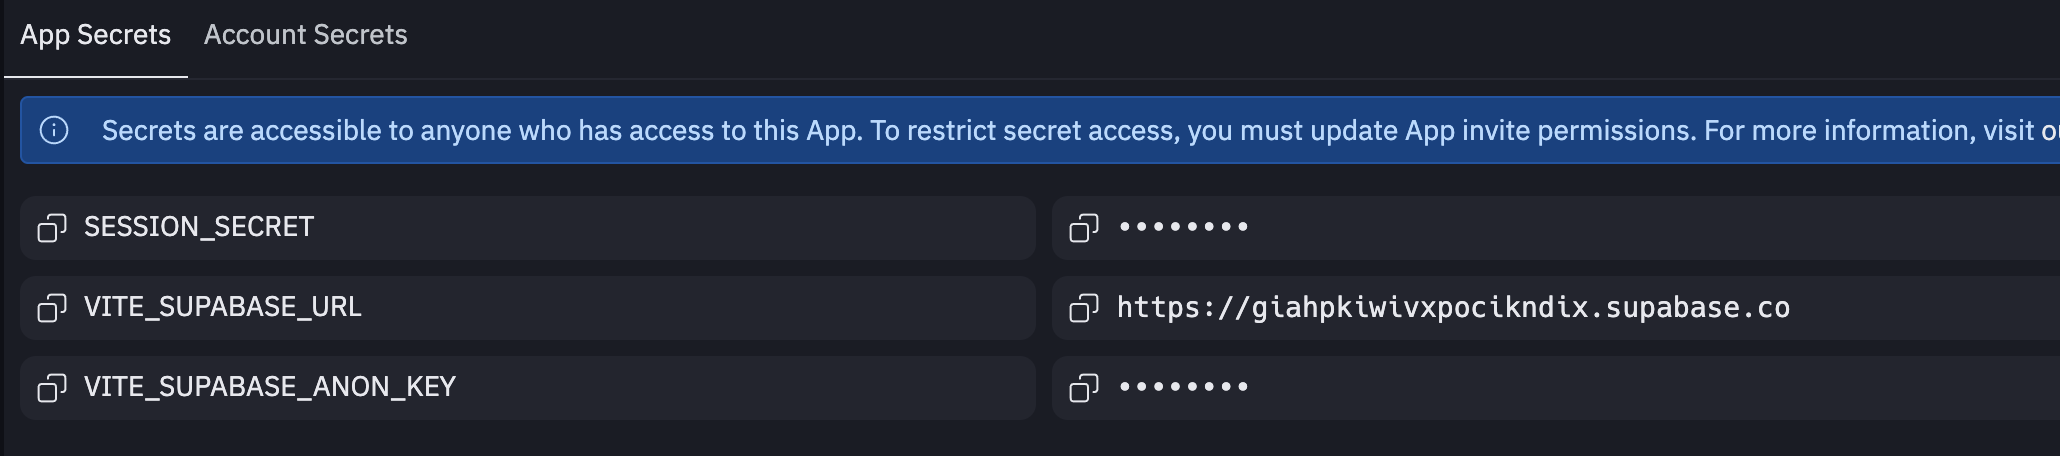 App Secrets Account Secrets
Secrets are accessible to anyone who has access to this App. To restrict secret access, you must update App invite permissions. For more information, visit
SESSION_SECRET ••••••••
VITE_SUPABASE_URL https://giahpkiwivxpocikndix.supabase.co
VITE_SUPABASE_ANON_KEY ••••••••